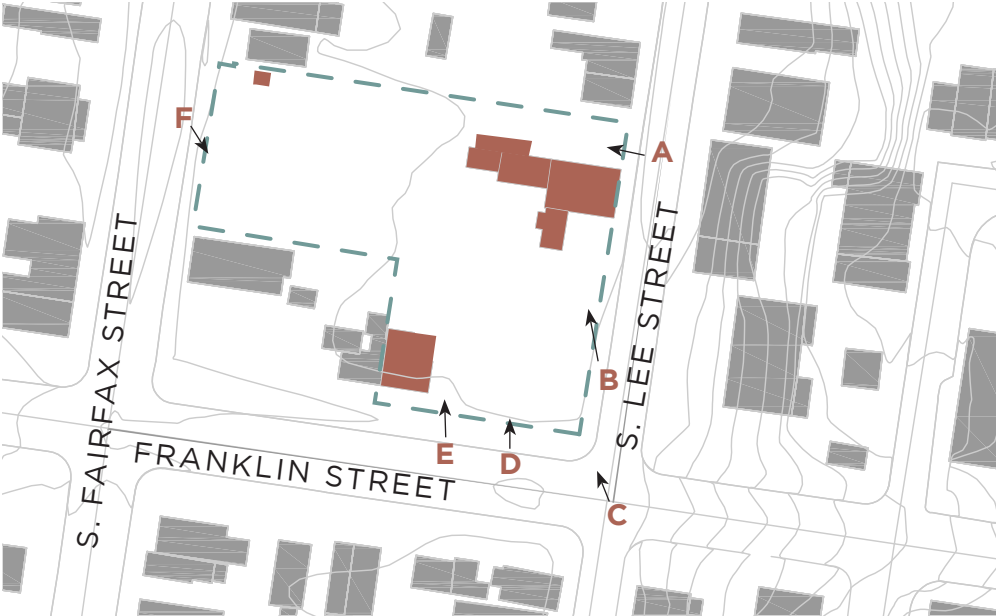 F
A
S. FAIRFAX STREET
S. LEE STREET
B
E
D
FRANKLIN STREET
C